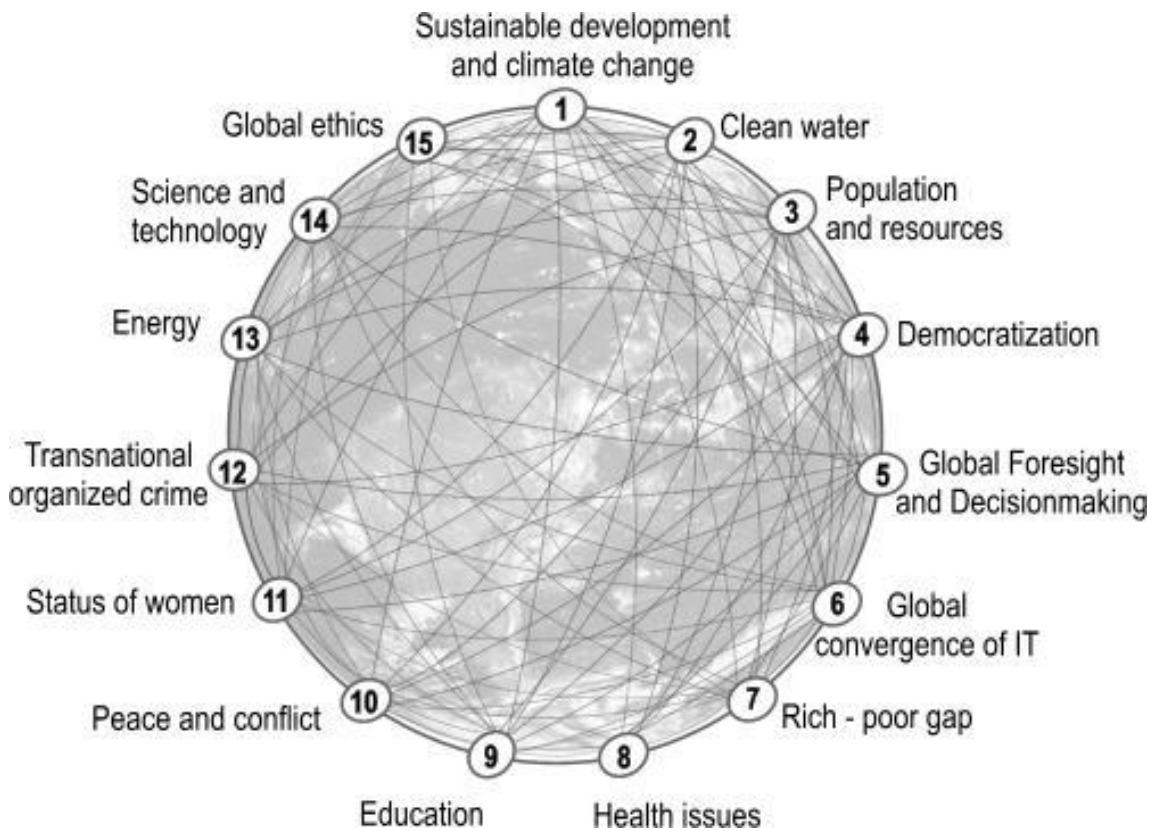 Sustainable development
and climate change
1
Global ethics
15
2
Clean water
Science and
technology
14
3
Population
and resources
Energy
13
4
Democratization
Transnational
organized crime
12
5
Global Foresight
and Decisionmaking
Status of women
11
6
Global
convergence of IT
Peace and conflict
10
7
Rich - poor gap
9
8
Education
Health issues